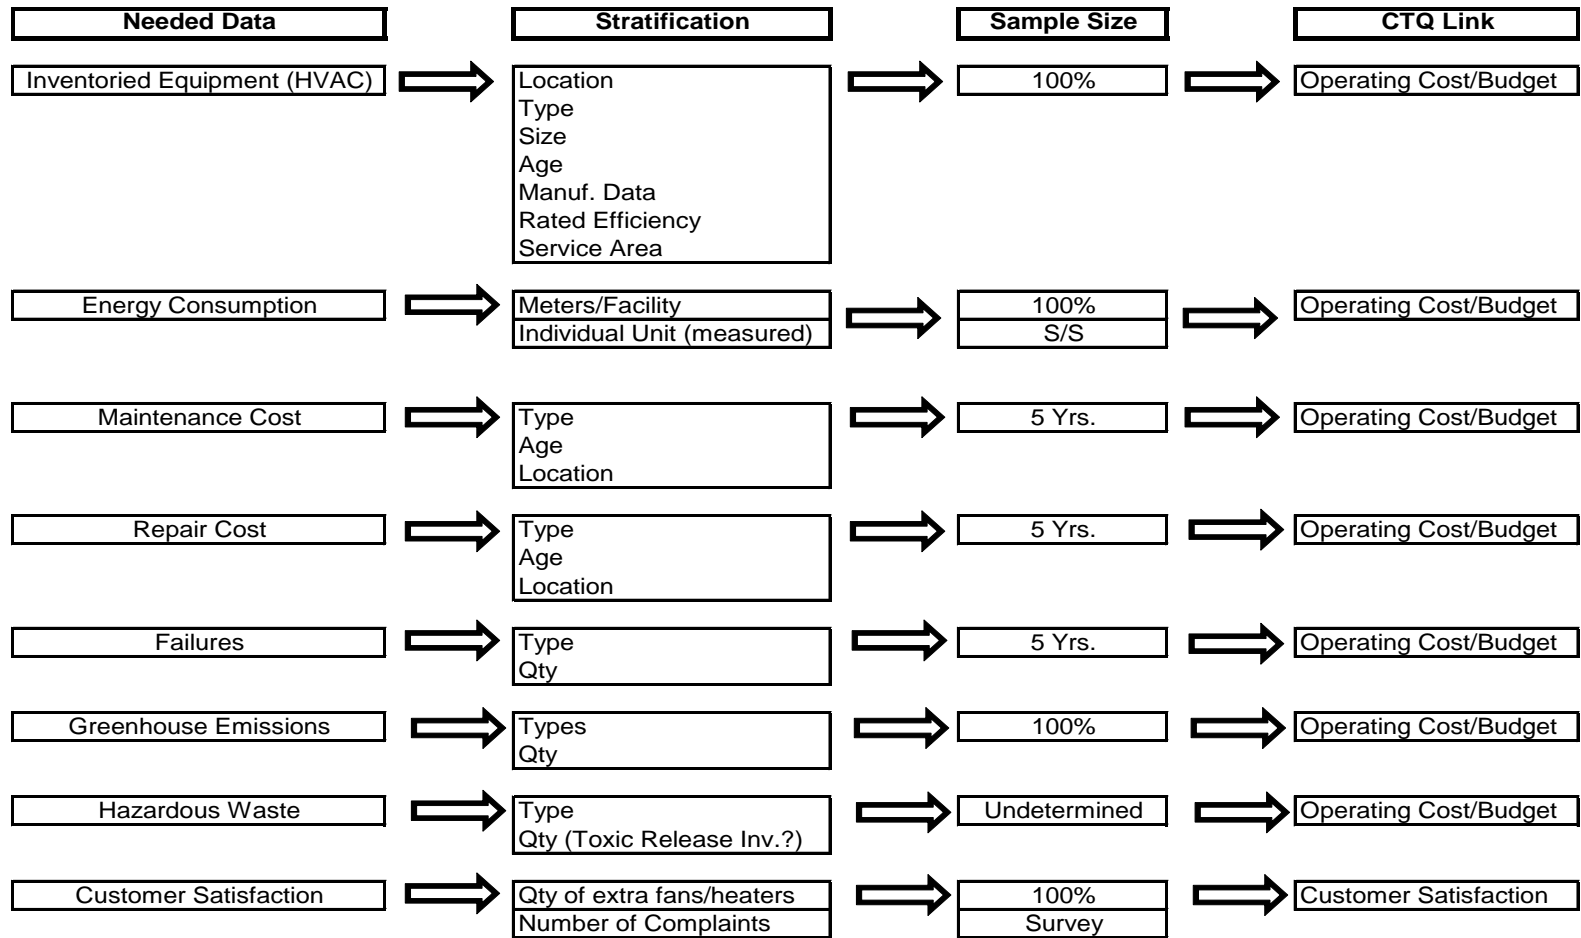 Needed Data Stratification Sample Size CTQ Link
Inventoried Equipment (HVAC) Location 100% Operating Cost/Budget
Type
Size
Age
Manuf. Data
Rated Efficiency
Service Area
Energy Consumption Meters/Facility 100% Operating Cost/Budget
Individual Unit (measured) S/S
Maintenance Cost Type 5 Yrs. Operating Cost/Budget
Age
Location
Repair Cost Type 5 Yrs. Operating Cost/Budget
Age
Location
Failures Type 5 Yrs. Operating Cost/Budget
Qty
Greenhouse Emissions Types 100% Operating Cost/Budget
Qty
Hazardous Waste Type Undetermined Operating Cost/Budget
Qty (Toxic Release Inv.?)
Customer Satisfaction Qty of extra fans/heaters 100% Customer Satisfaction
Number of Complaints Survey